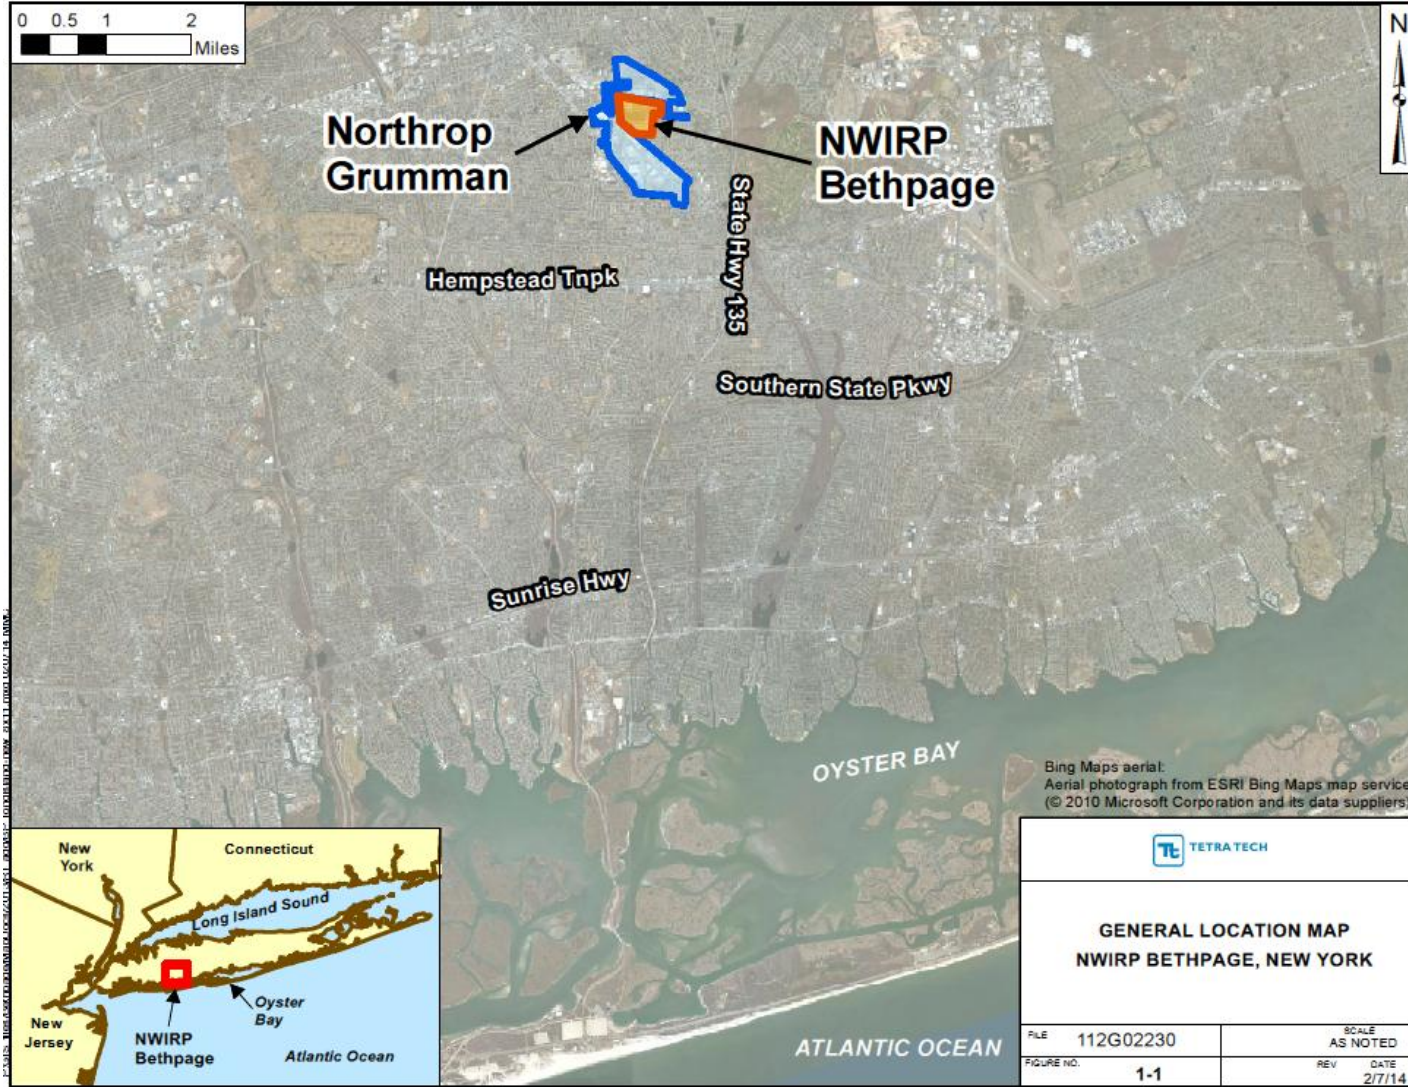 0 0.5 1 2
Miles
N
Northrop
Grumman
NWIRP
Bethpage
State Hwy 135
Hempstead Tnpk
Southern State Pkwy
Sunrise Hwy
OYSTER BAY
Bing Maps aerial:
Aerial photograph from ESRI Bing Maps map service
(© 2010 Microsoft Corporation and its data suppliers)
ATLANTIC OCEAN
New
York
Connecticut
Long Island Sound
Oyster
Bay
New
Jersey
NWIRP
Bethpage
Atlantic Ocean
Tt TETRA TECH
GENERAL LOCATION MAP
NWIRP BETHPAGE, NEW YORK
FILE 112G02230
SCALE
AS NOTED
FIGURE NO.
1-1
REV DATE
2/7/14